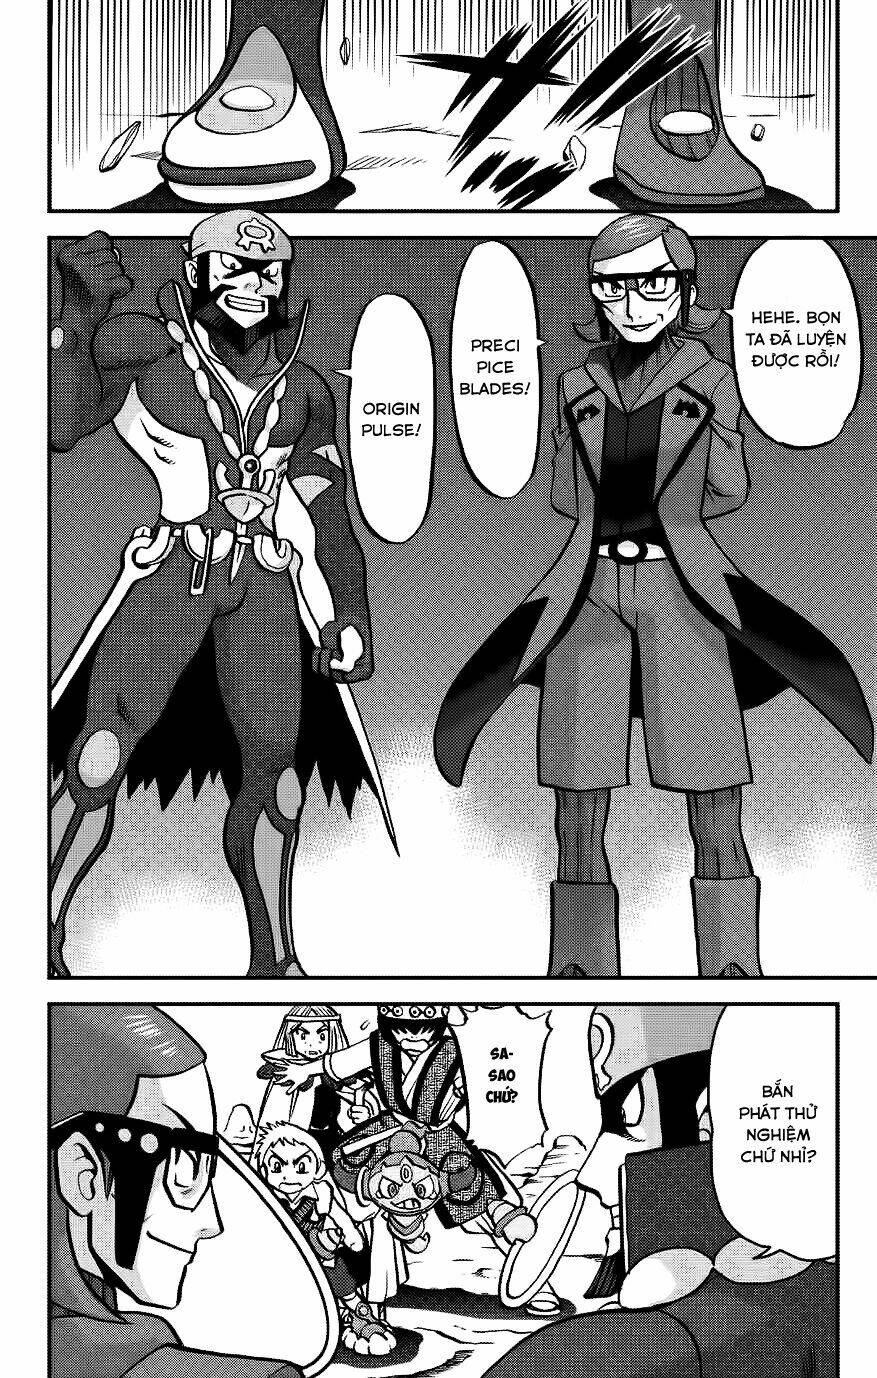 HEHE. BỌN
TA ĐÃ LUYỆN
ĐƯỢC RỒI!
PRECI
PICE
BLADES!
ORIGIN
PULSE!
BẮN
PHÁT THỬ
NGHIỆM
CHỨ NHỈ?
SA-
SAO
CHỨ?